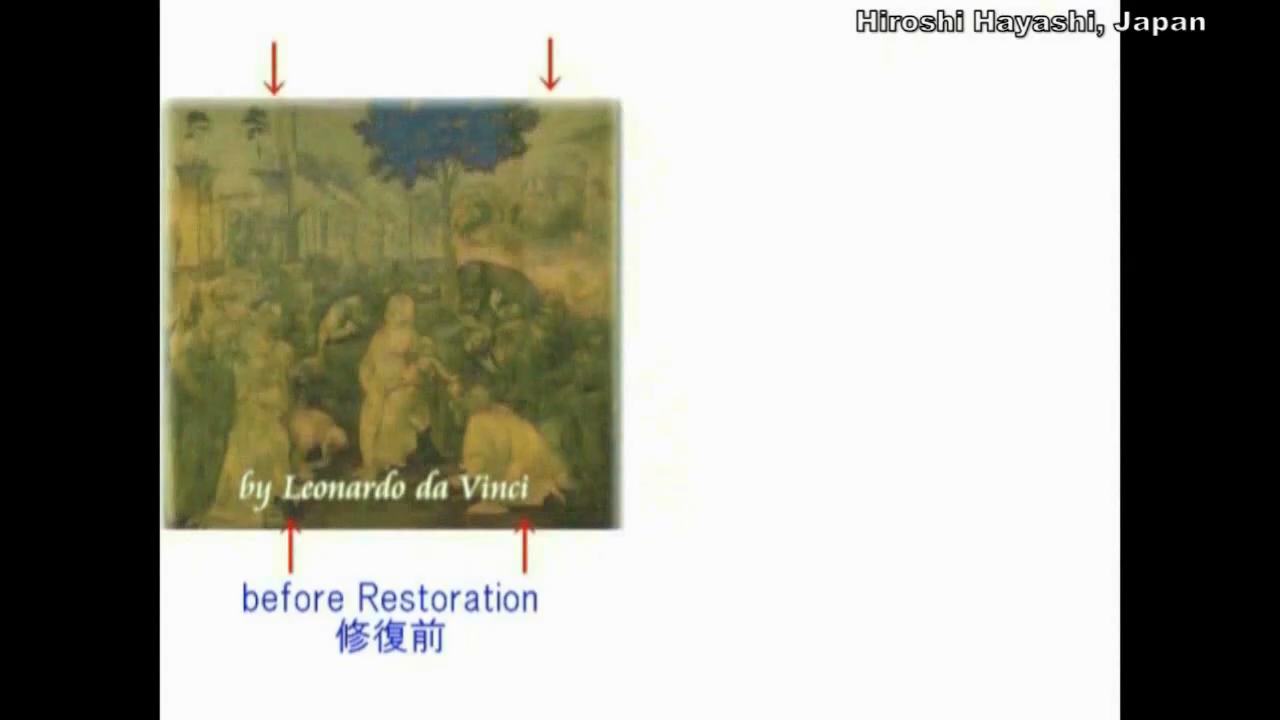 Hiroshi Hayashi, Japan
by Leonardo da Vinci
before Restoration
修復前